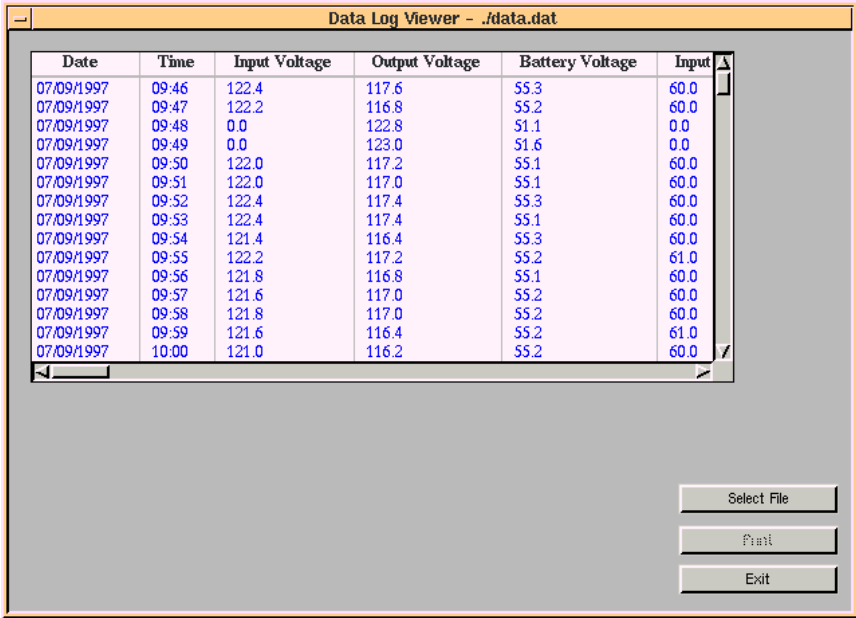 Data Log Viewer - ./data.dat
Date Time Input Voltage Output Voltage Battery Voltage Input
07/09/1997 09:46 122.4 117.6 55.3 60.0
07/09/1997 09:47 122.2 116.8 55.2 60.0
07/09/1997 09:48 0.0 122.8 51.1 0.0
07/09/1997 09:49 0.0 123.0 51.6 0.0
07/09/1997 09:50 122.0 117.2 55.1 60.0
07/09/1997 09:51 122.0 117.0 55.1 60.0
07/09/1997 09:52 122.4 117.4 55.3 60.0
07/09/1997 09:53 122.4 117.4 55.1 60.0
07/09/1997 09:54 121.4 116.4 55.3 60.0
07/09/1997 09:55 122.2 117.2 55.2 61.0
07/09/1997 09:56 121.8 116.8 55.1 60.0
07/09/1997 09:57 121.6 117.0 55.2 60.0
07/09/1997 09:58 121.8 117.0 55.2 60.0
07/09/1997 09:59 121.6 116.4 55.2 61.0
07/09/1997 10:00 121.0 116.2 55.2 60.0
Select File
Print
Exit